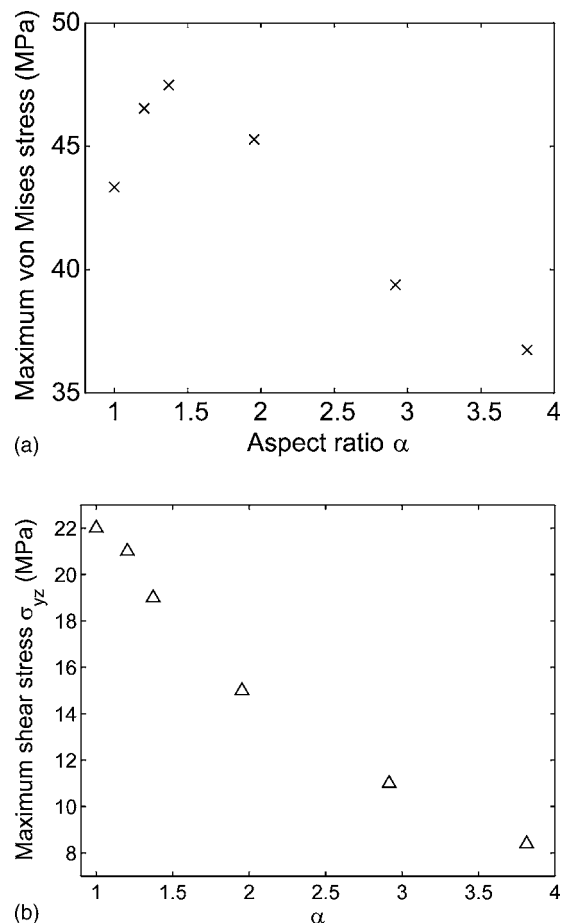 50
45
40
35
Maximum von Mises stress (MPa)
1 1.5 2 2.5 3 3.5 4
Aspect ratio α
(a)
22
20
18
16
14
12
10
8
Maximum shear stress σyz (MPa)
1 1.5 2 2.5 3 3.5 4
α
(b)